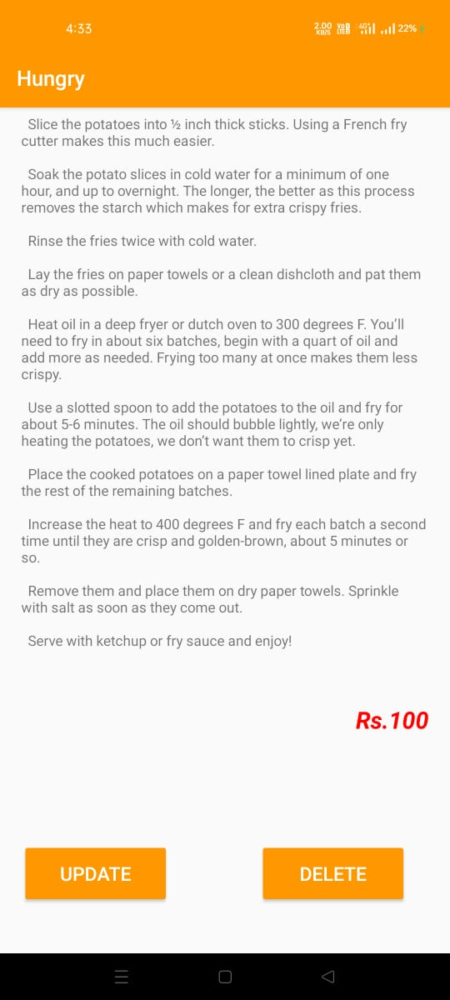 4:33
2.00 KB/S 4G+ 22%
Hungry
Slice the potatoes into ½ inch thick sticks. Using a French fry
cutter makes this much easier.
Soak the potato slices in cold water for a minimum of one
hour, and up to overnight. The longer, the better as this process
removes the starch which makes for extra crispy fries.
Rinse the fries twice with cold water.
Lay the fries on paper towels or a clean dishcloth and pat them
as dry as possible.
Heat oil in a deep fryer or dutch oven to 300 degrees F. You’ll
need to fry in about six batches, begin with a quart of oil and
add more as needed. Frying too many at once makes them less
crispy.
Use a slotted spoon to add the potatoes to the oil and fry for
about 5-6 minutes. The oil should bubble lightly, we’re only
heating the potatoes, we don’t want them to crisp yet.
Place the cooked potatoes on a paper towel lined plate and fry
the rest of the remaining batches.
Increase the heat to 400 degrees F and fry each batch a second
time until they are crisp and golden-brown, about 5 minutes or
so.
Remove them and place them on dry paper towels. Sprinkle
with salt as soon as they come out.
Serve with ketchup or fry sauce and enjoy!
Rs.100
UPDATE DELETE